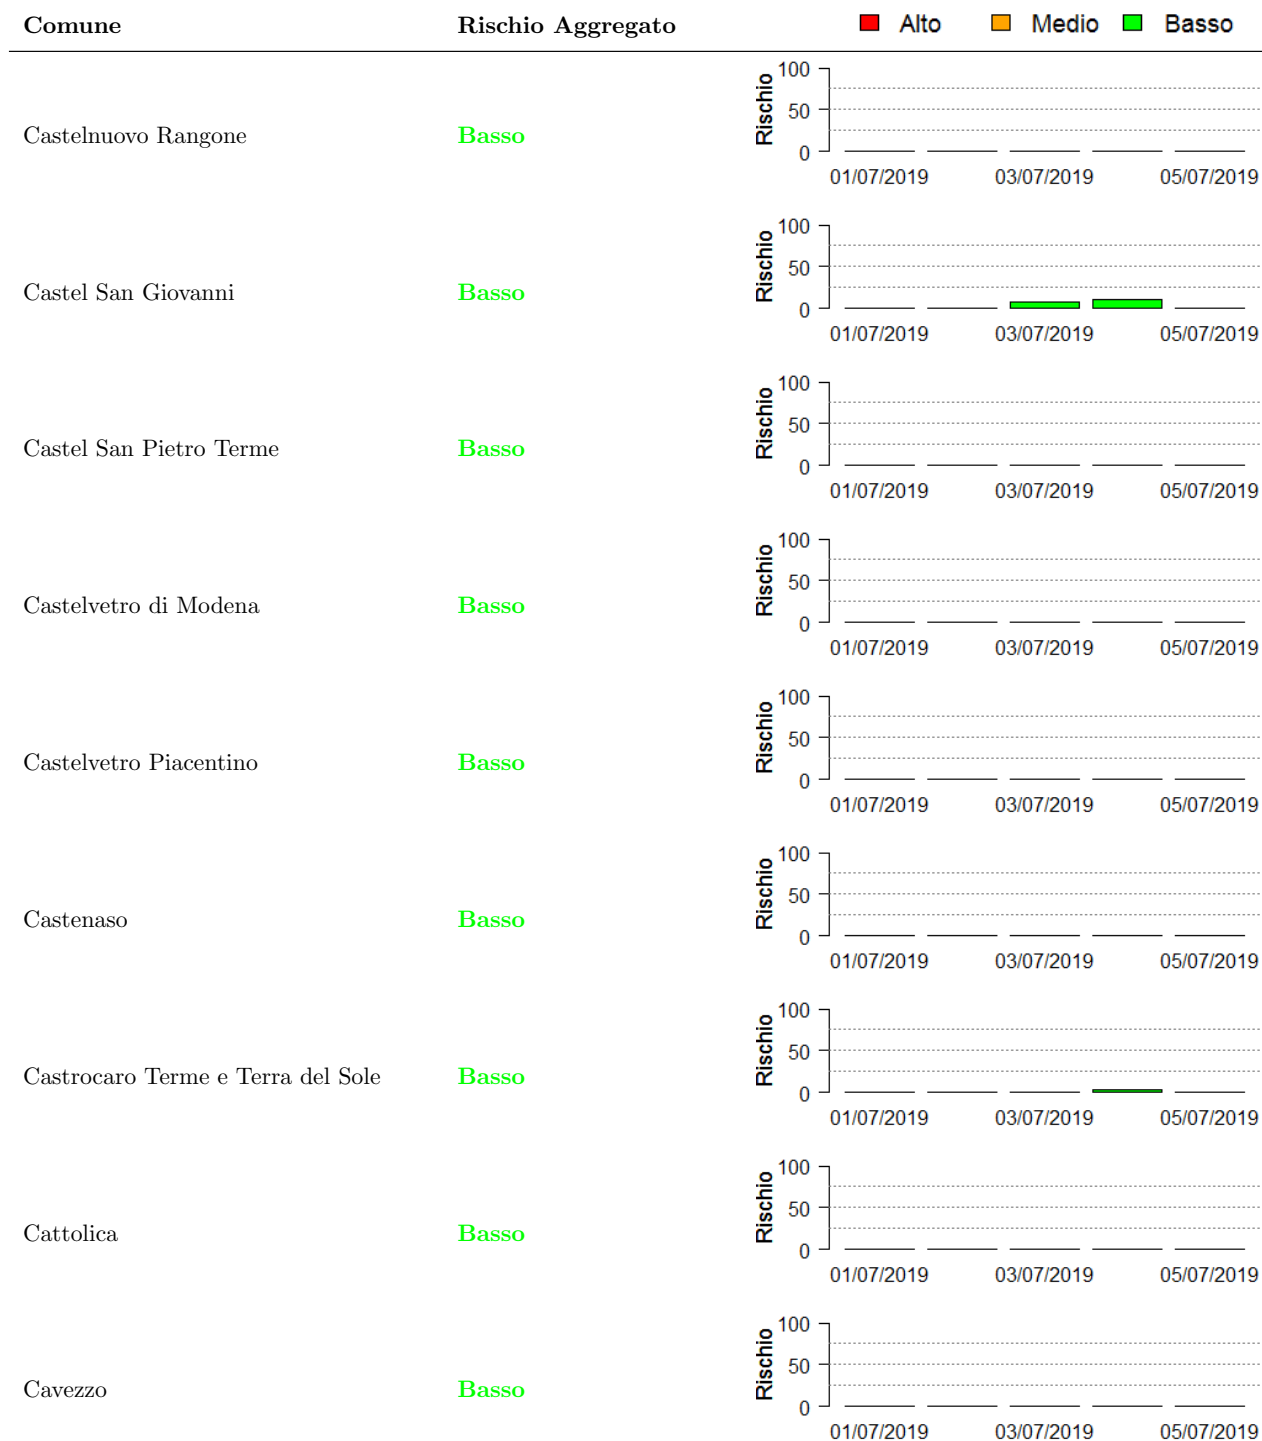 Comune Rischio Aggregato Alto Medio Basso
Castelnuovo Rangone Basso Rischio 100 50 0
01/07/2019 03/07/2019 05/07/2019
Castel San Giovanni Basso Rischio 100 50 0
01/07/2019 03/07/2019 05/07/2019
Castel San Pietro Terme Basso Rischio 100 50 0
01/07/2019 03/07/2019 05/07/2019
Castelvetro di Modena Basso Rischio 100 50 0
01/07/2019 03/07/2019 05/07/2019
Castelvetro Piacentino Basso Rischio 100 50 0
01/07/2019 03/07/2019 05/07/2019
Castenaso Basso Rischio 100 50 0
01/07/2019 03/07/2019 05/07/2019
Castrocaro Terme e Terra del Sole Basso Rischio 100 50 0
01/07/2019 03/07/2019 05/07/2019
Cattolica Basso Rischio 100 50 0
01/07/2019 03/07/2019 05/07/2019
Cavezzo Basso Rischio 100 50 0
01/07/2019 03/07/2019 05/07/2019